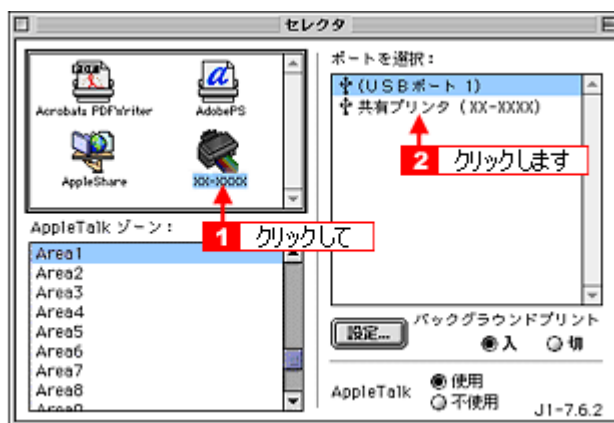 セレクタ
Acrobats PDFWriter
AdobePS
AppleShare
XX-XXXX
1 クリックして
AppleTalk ゾーン：
Area1
Area2
Area3
Area4
Area5
Area6
Area7
Area8
Area9
ポートを選択：
(USBポート 1)
共有プリンタ (XX-XXXX)
2 クリックします
設定...
バックグラウンドプリント
入 切
AppleTalk
使用
不使用
J1-7.6.2